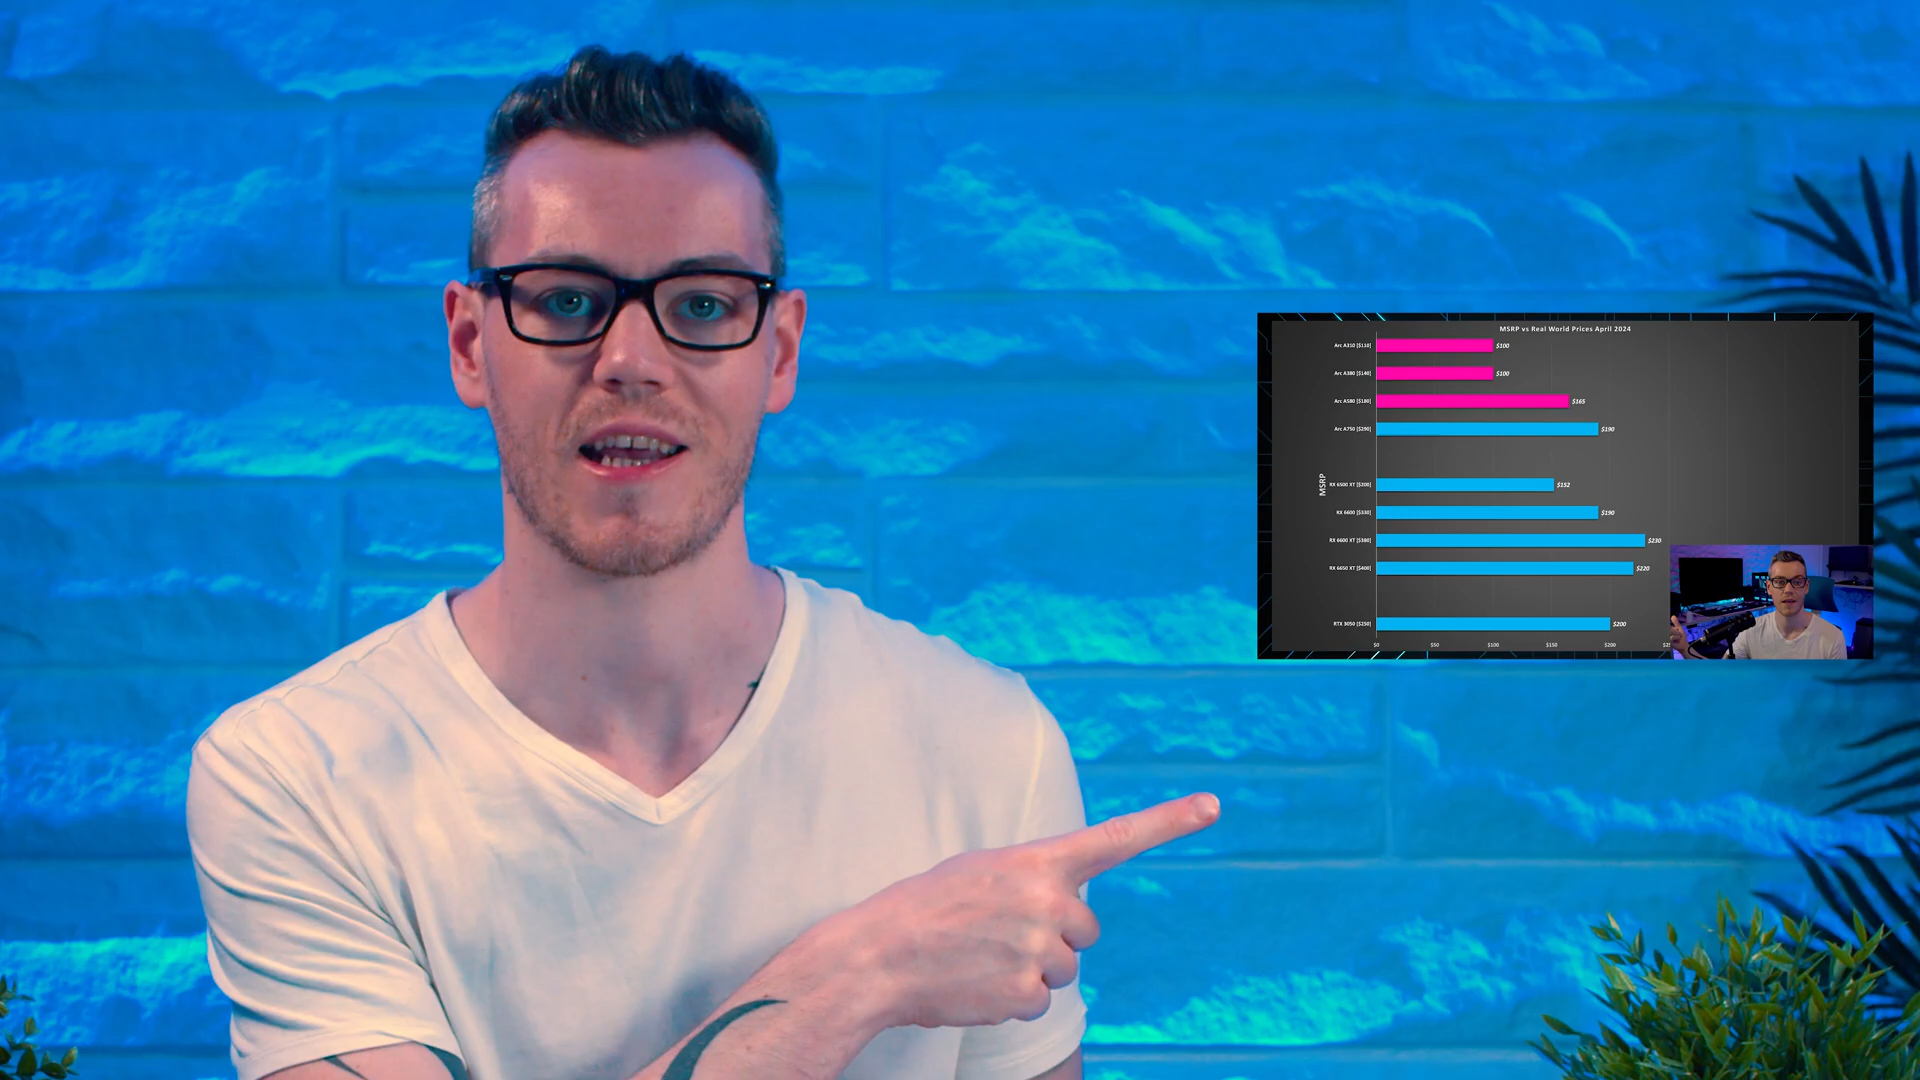 MSRP vs Real World Prices April 2024
Arc A310 [$110] $100
Arc A380 [$140] $100
Arc A580 [$180] $165
Arc A750 [$290] $190
MSRP
RX 6500 XT [$200] $152
RX 6600 [$330] $190
RX 6600 XT [$380] $230
RX 6650 XT [$400] $220
RTX 3050 [$250] $200
$0 $50 $100 $150 $200